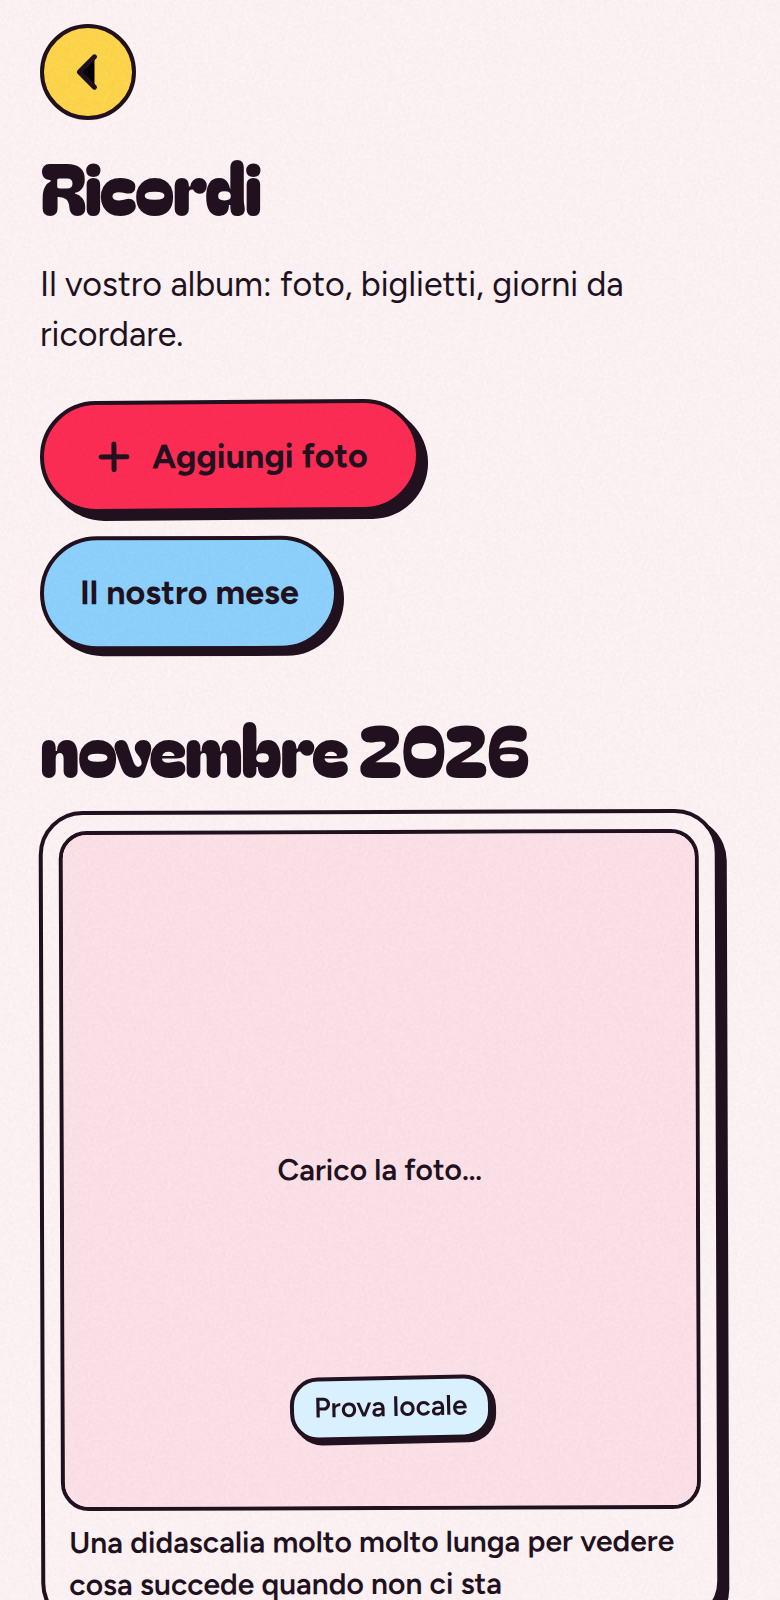 Ricordi
Il vostro album: foto, biglietti, giorni da
ricordare.
Aggiungi foto
Il nostro mese
novembre 2026
Carico la foto...
Prova locale
Una didascalia molto molto lunga per vedere
cosa succede quando non ci sta